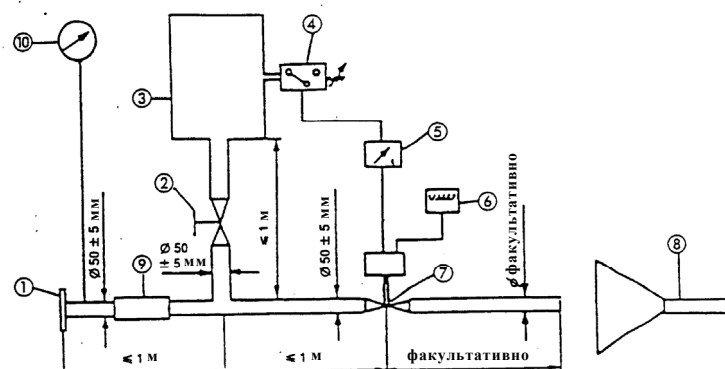 10
4
3
5
2
6
≤ 1 м
Ø 50 ± 5 мм
Ø 50
± 5 мм
Ø 50 ± 5 мм
Ø факультативно
1
9
7
8
≤ 1 м
≤ 1 м
факультативно